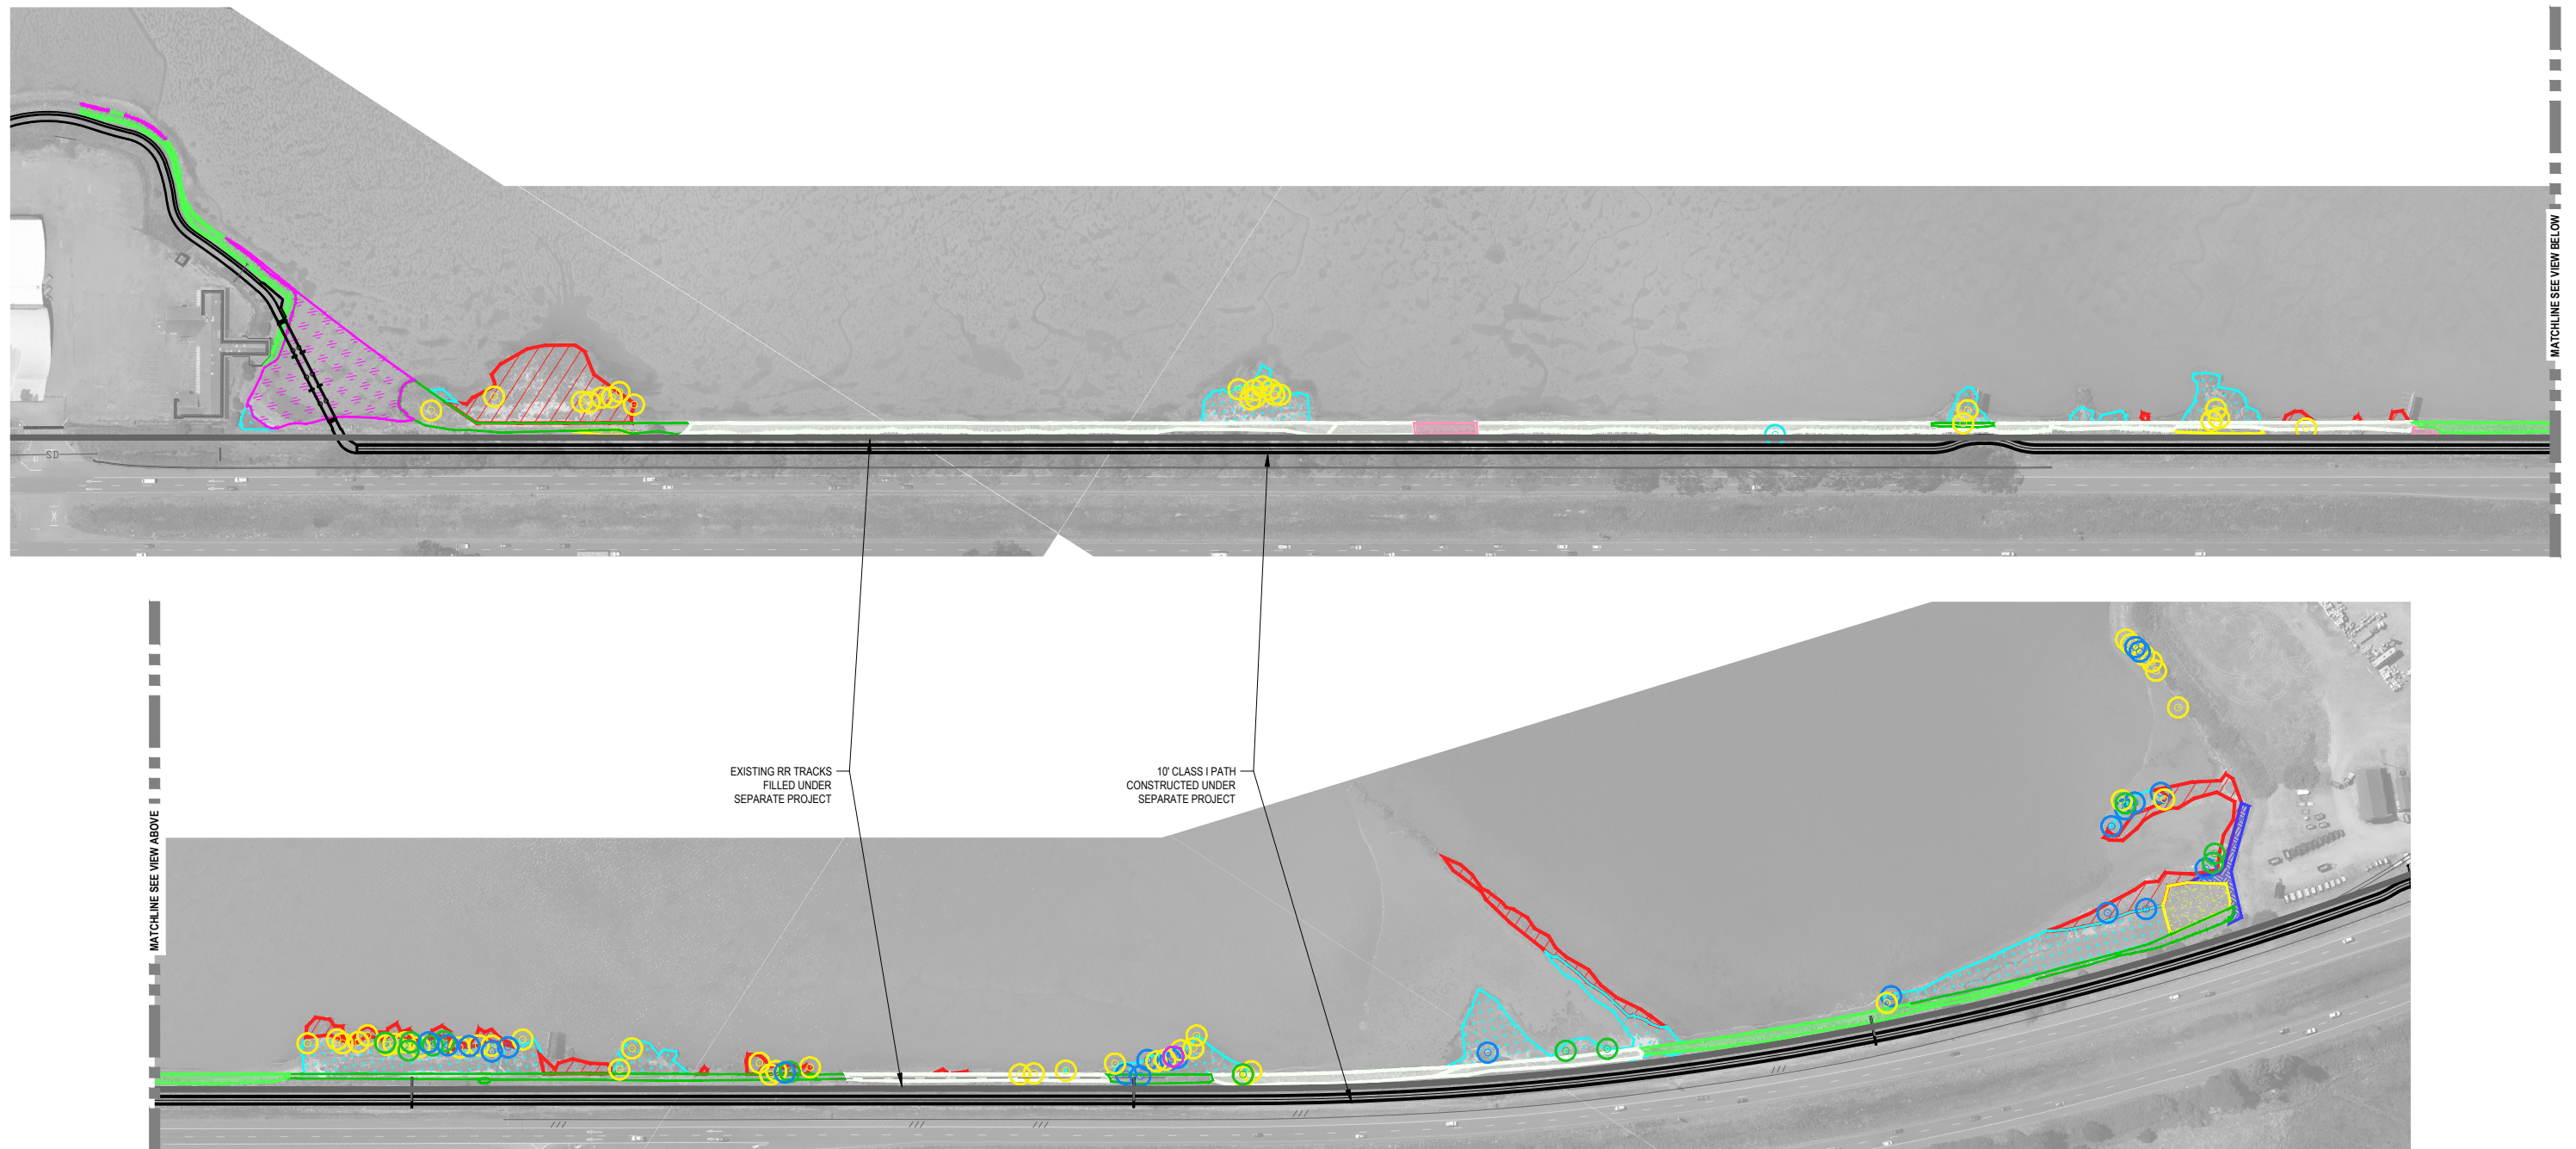 MATCHLINE SEE VIEW BELOW
SD
EXISTING RR TRACKS
FILLED UNDER
SEPARATE PROJECT
10' CLASS I PATH
CONSTRUCTED UNDER
SEPARATE PROJECT
MATCHLINE SEE VIEW ABOVE